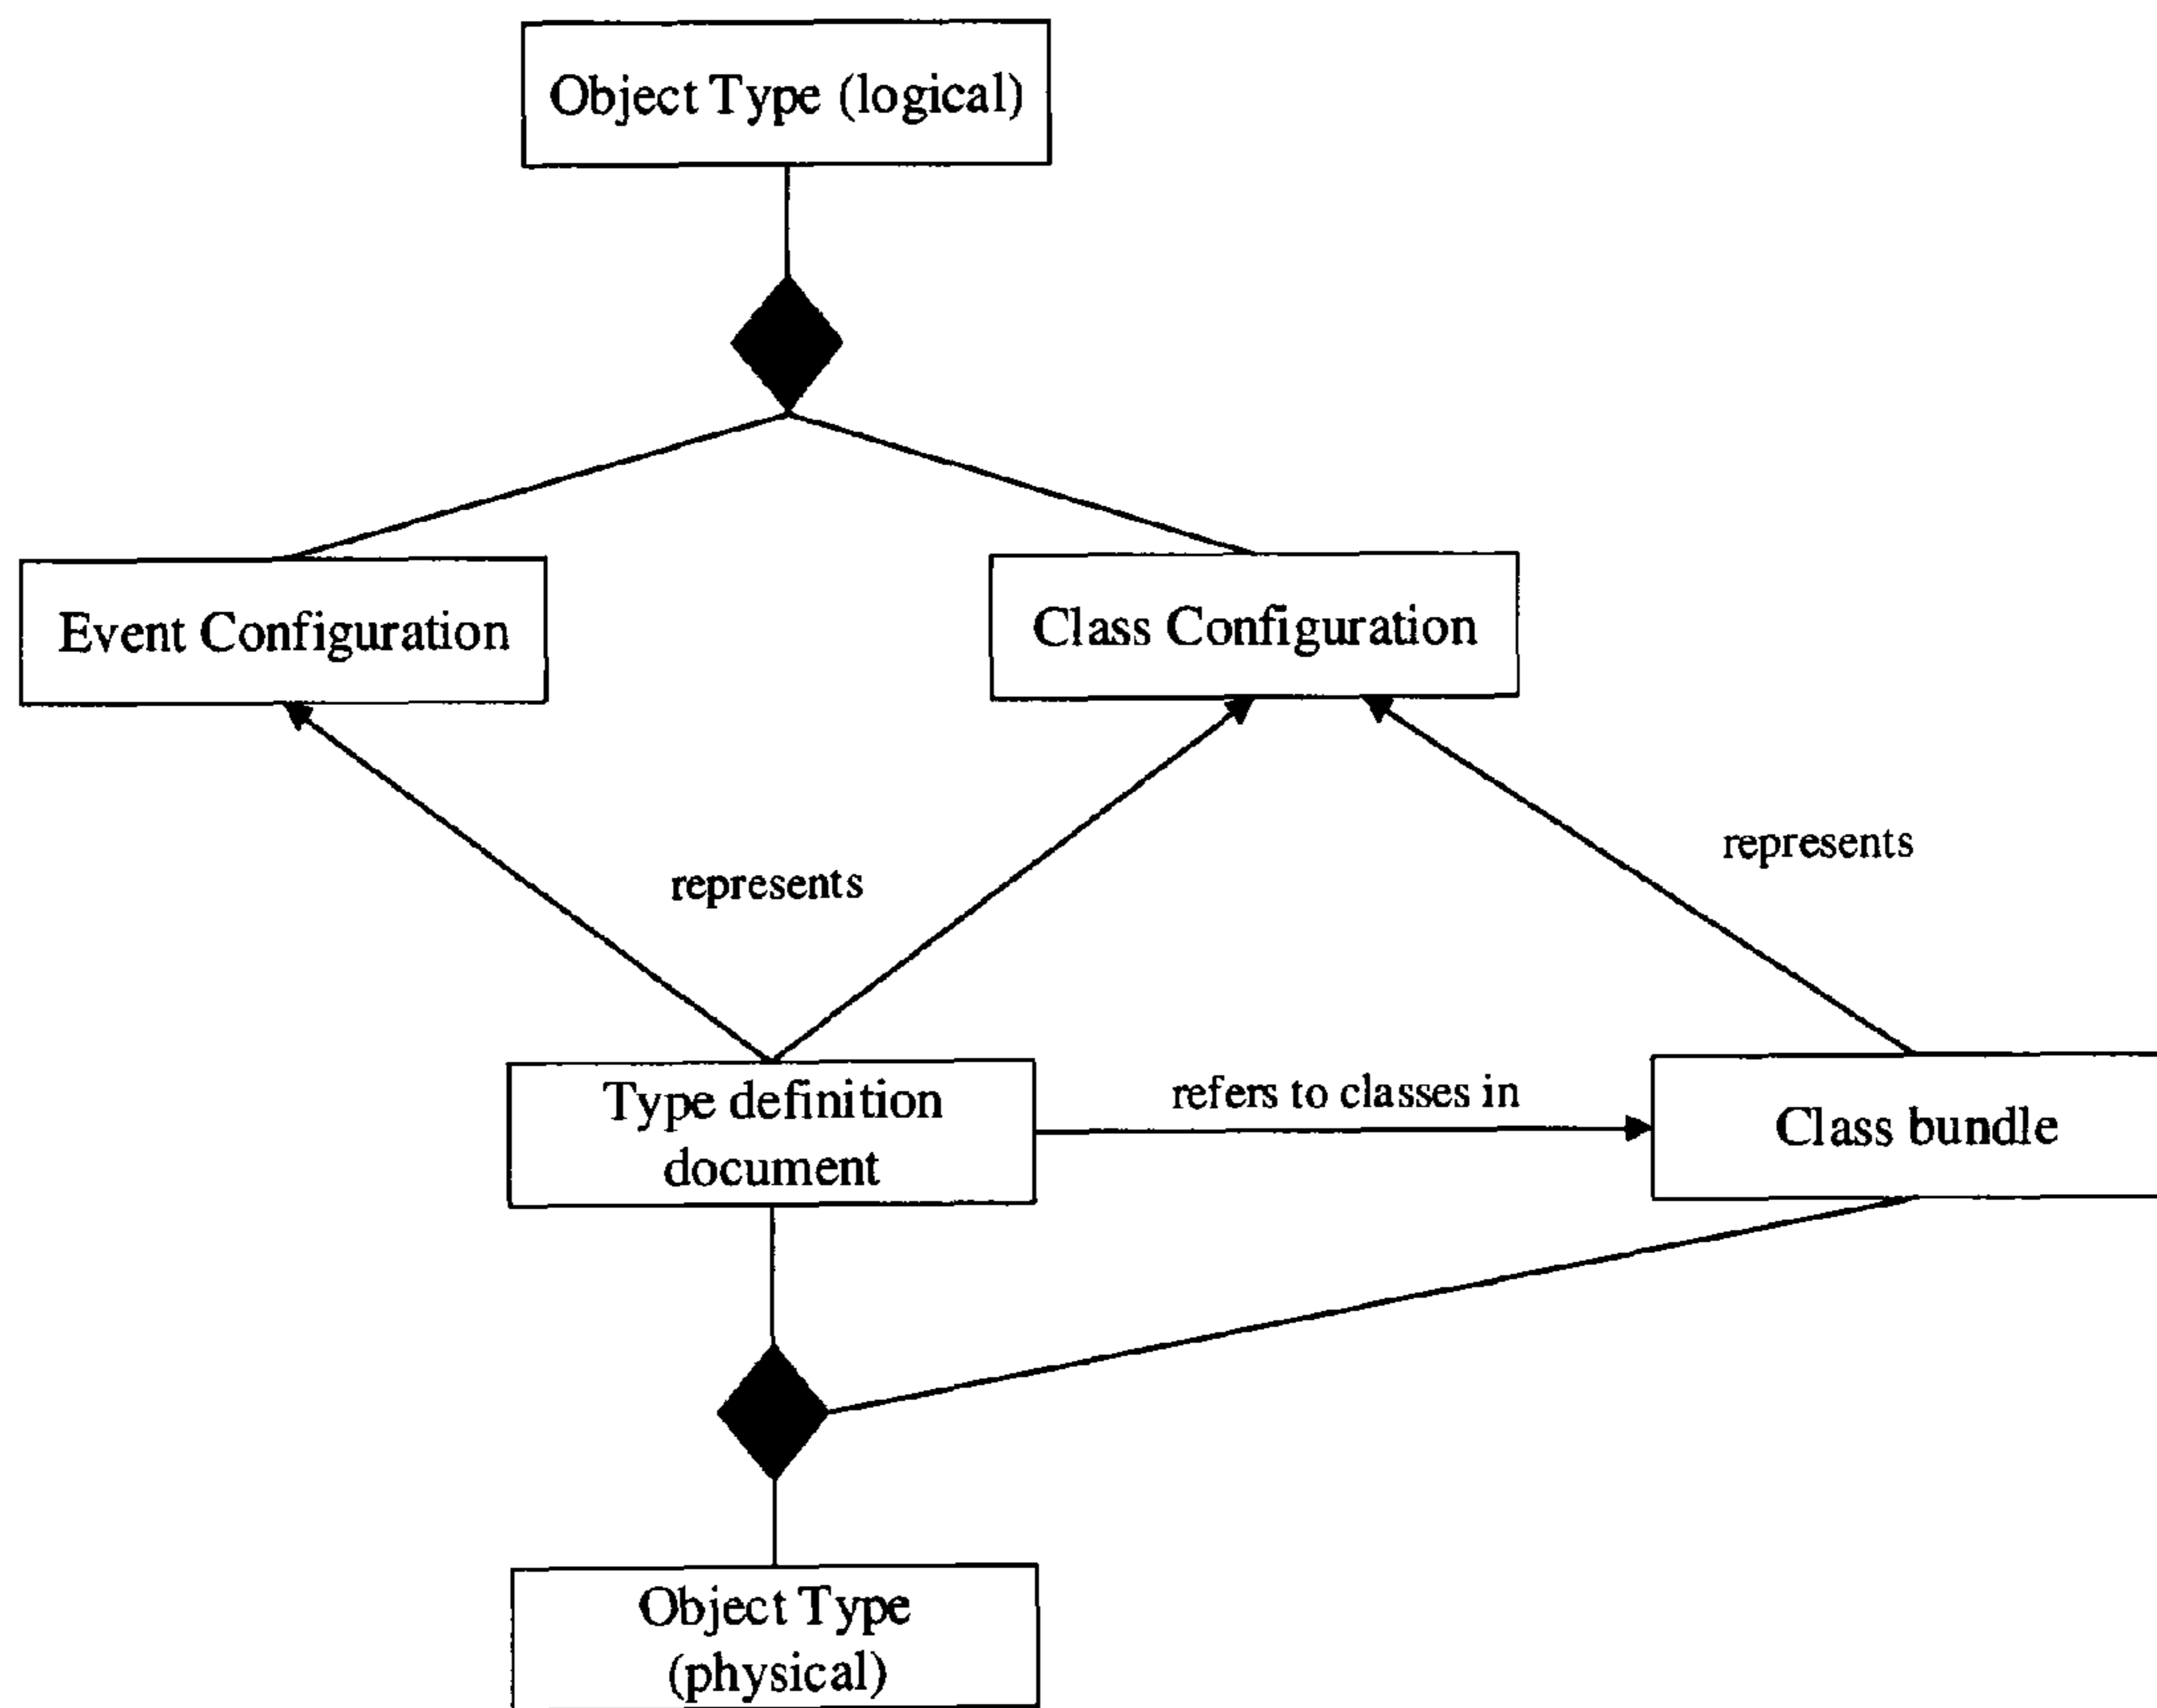 Object Type (logical)
Event Configuration
Class Configuration
represents
represents
Type definition
document
refers to classes in
Class bundle
Object Type
(physical)